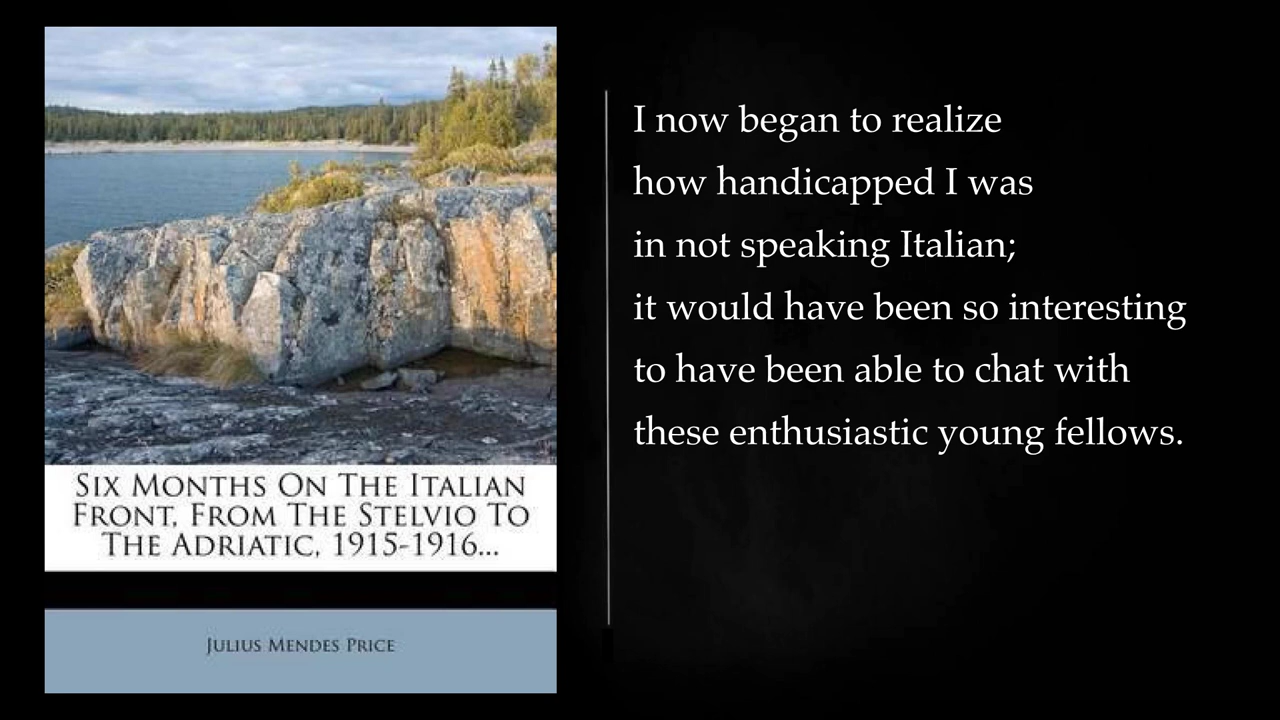 Six Months On The Italian
Front, From The Stelvio To
The Adriatic, 1915-1916...
Julius Mendes Price
I now began to realize
how handicapped I was
in not speaking Italian;
it would have been so interesting
to have been able to chat with
these enthusiastic young fellows.